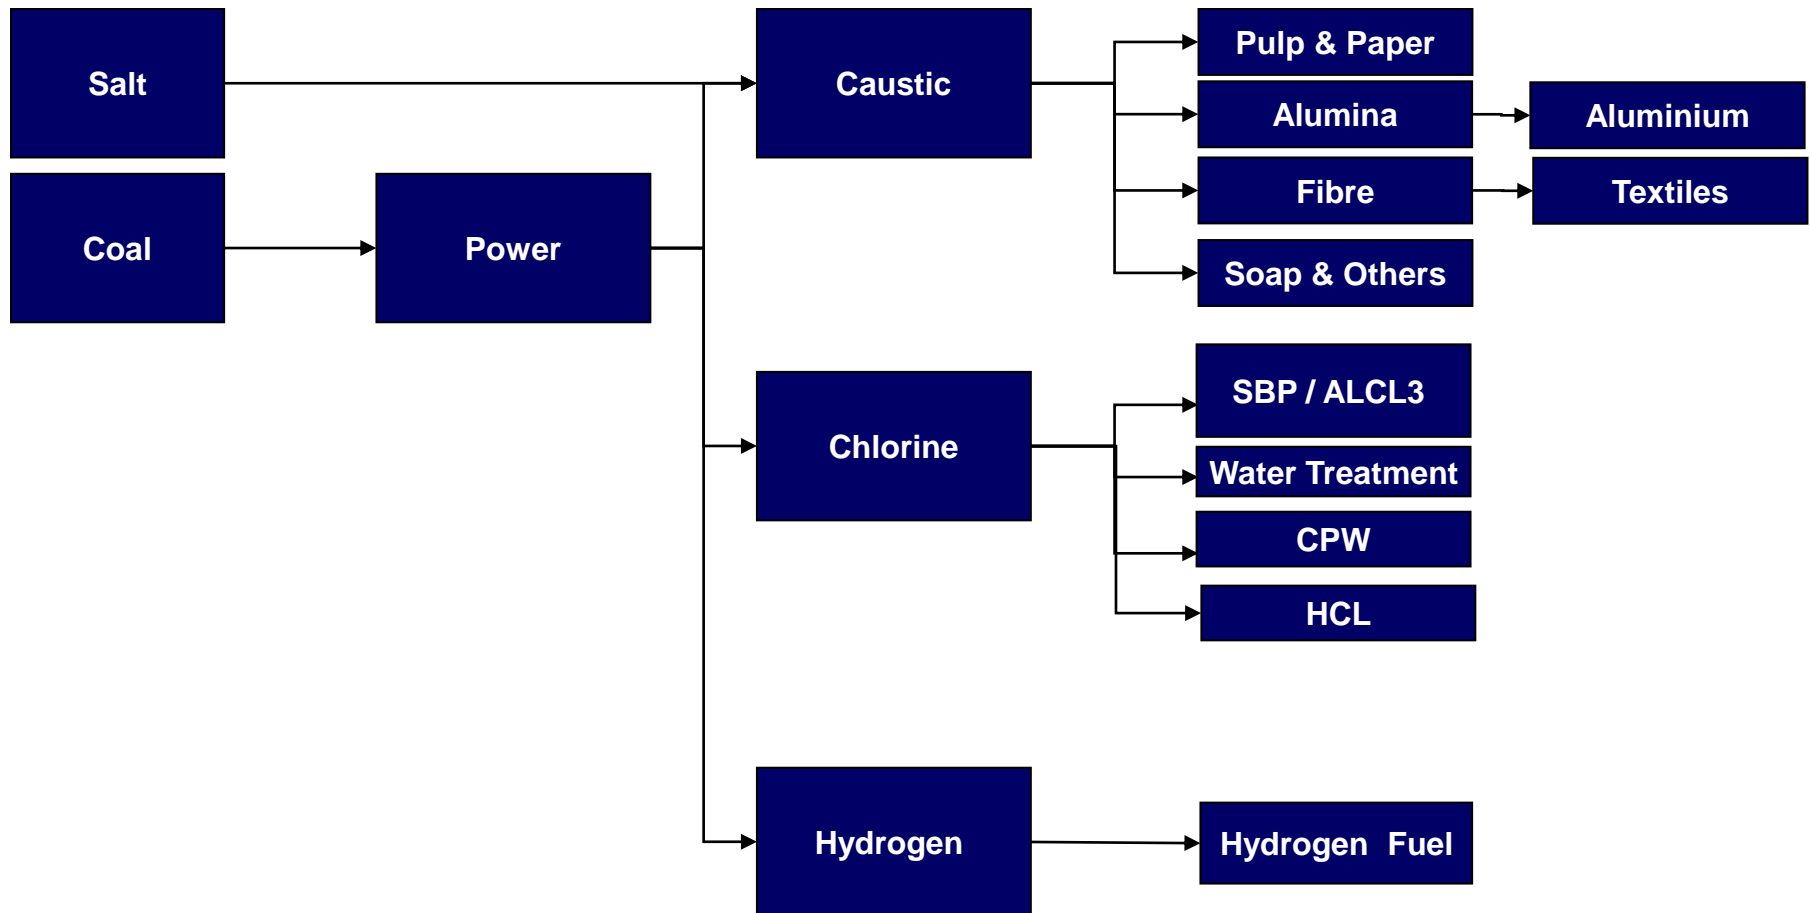 Salt
Coal
Power
Caustic
Chlorine
Hydrogen
Pulp & Paper
Alumina
Fibre
Soap & Others
SBP / ALCL3
Water Treatment
CPW
HCL
Hydrogen  Fuel
Aluminium
Textiles